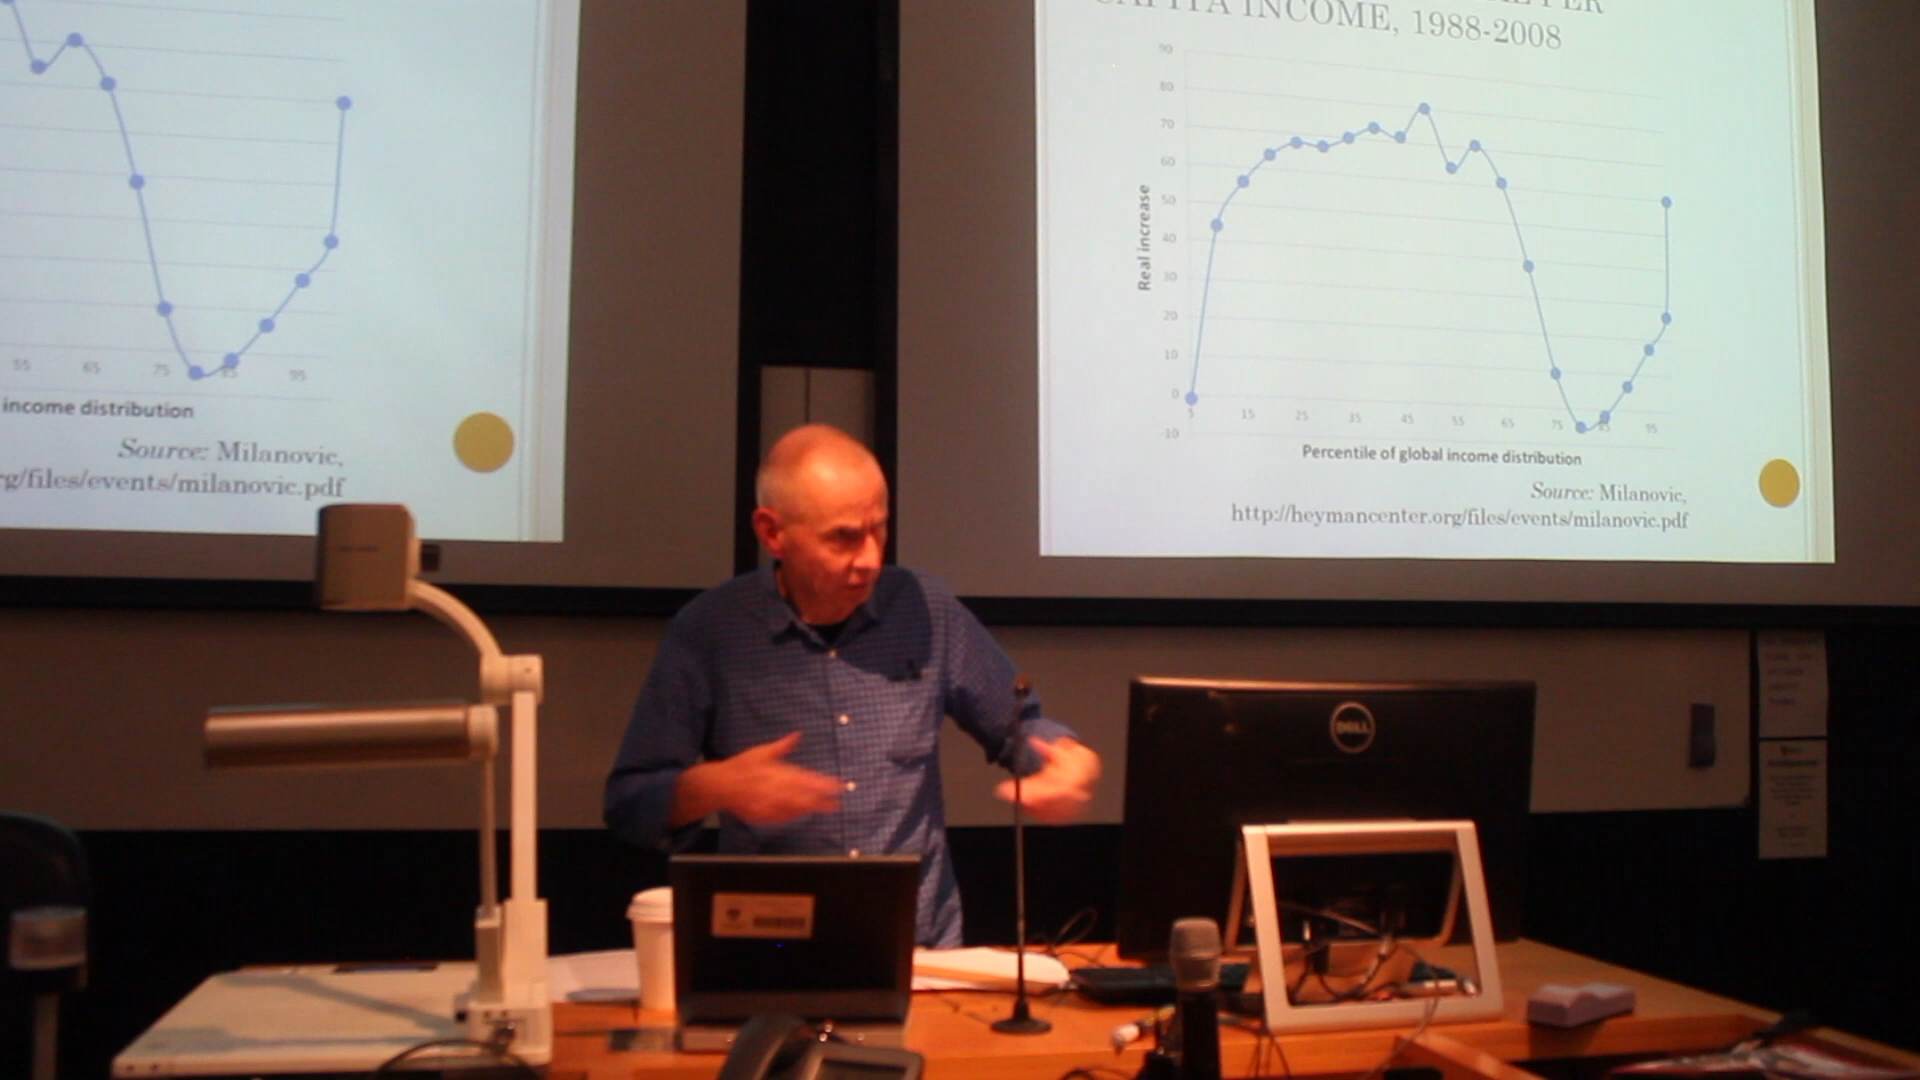 55 65 75 85 95
income distribution
Source: Milanovic,
rg/files/events/milanovic.pdf
CAPITA INCOME, 1988-2008
90
80
70
60
50
40
30
20
10
0
-10
Real increase
5 15 25 35 45 55 65 75 85 95
Percentile of global income distribution
Source: Milanovic,
http://heymancenter.org/files/events/milanovic.pdf
DELL